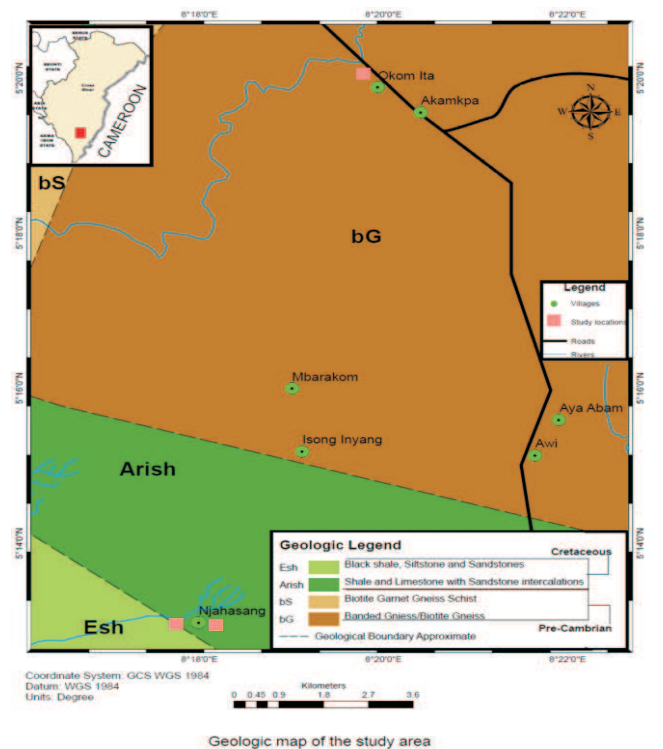 8°18'0"E
8°20'0"E
8°22'0"E
CAMEROON
5°20'0"N
5°20'0"N
Okom Ita
Akamkpa
N
W
E
S
bS
bG
5°18'0"N
5°18'0"N
Legend
Villages
Study locations
Roads
Rivers
Mbarakom
5°16'0"N
5°16'0"N
Aya Abam
Isong Inyang
Awi
Arish
5°14'0"N
5°14'0"N
Geologic Legend
Cretaceous
Esh Black shale, Siltstone and Sandstones
Arish Shale and Limestone with Sandstone intercalations
bS Biotite Garnet Gneiss Schist
bG Banded Gniess/Biotite Gneiss
Pre-Cambrian
Geological Boundary Approximate
Njahasang
Esh
8°18'0"E
8°20'0"E
8°22'0"E
Coordinate System: GCS WGS 1984
Datum: WGS 1984
Units: Degree
Kilometers
0 0.45 0.9 1.8 2.7 3.6
Geologic map of the study area